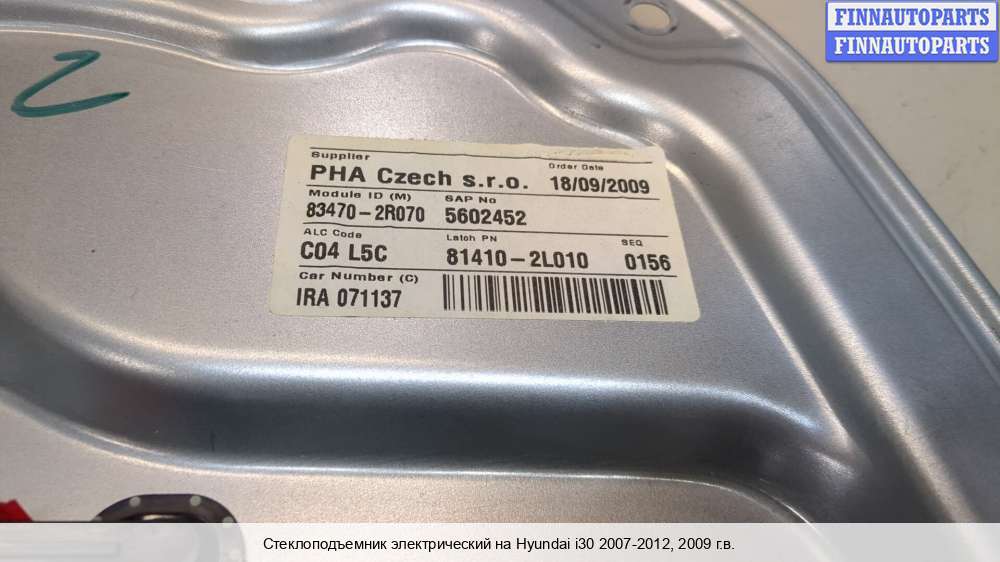 FINNAUTOPARTS
FINNAUTOPARTS
2
Supplier Order Date
PHA Czech s.r.o. 18/09/2009
Module ID (M) SAP No
83470-2R070 5602452
ALC Code Latch PN SEQ
C04 L5C 81410-2L010 0156
Car Number (C)
IRA 071137
Стеклоподъемник электрический на Hyundai i30 2007-2012, 2009 г.в.